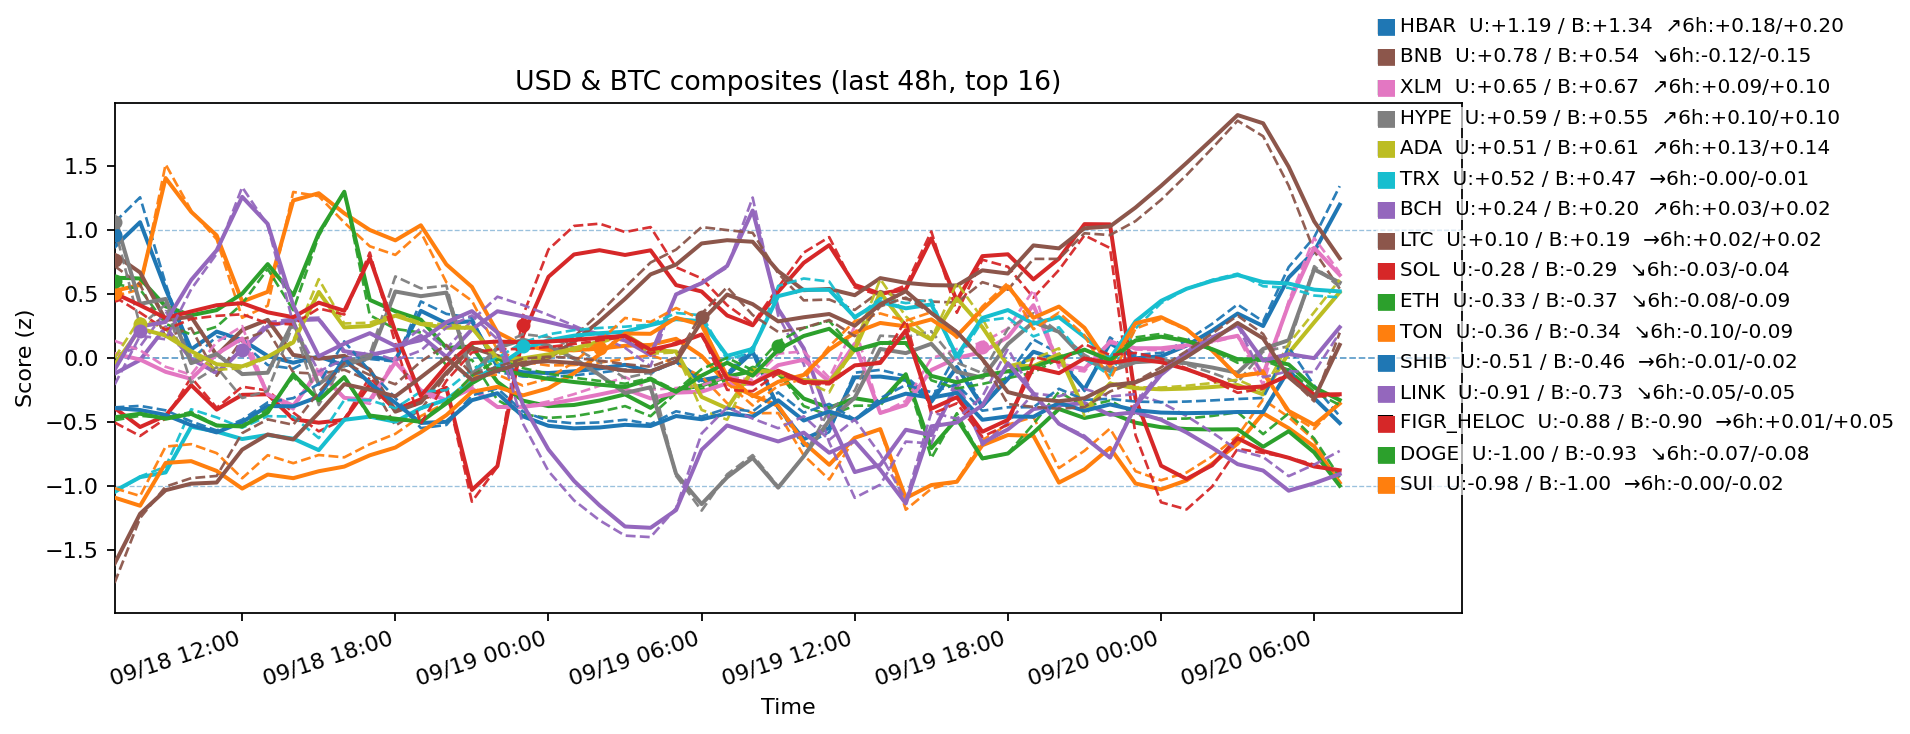 HBAR U:+1.19 / B:+1.34 ↗6h:+0.18/+0.20
BNB U:+0.78 / B:+0.54 ↘6h:-0.12/-0.15
XLM U:+0.65 / B:+0.67 ↗6h:+0.09/+0.10
HYPE U:+0.59 / B:+0.55 ↗6h:+0.10/+0.10
ADA U:+0.51 / B:+0.61 ↗6h:+0.13/+0.14
TRX U:+0.52 / B:+0.47 →6h:-0.00/-0.01
BCH U:+0.24 / B:+0.20 ↗6h:+0.03/+0.02
LTC U:+0.10 / B:+0.19 →6h:+0.02/+0.02
SOL U:-0.28 / B:-0.29 ↘6h:-0.03/-0.04
ETH U:-0.33 / B:-0.37 ↘6h:-0.08/-0.09
TON U:-0.36 / B:-0.34 ↘6h:-0.10/-0.09
SHIB U:-0.51 / B:-0.46 →6h:-0.01/-0.02
LINK U:-0.91 / B:-0.73 ↘6h:-0.05/-0.05
FIGR_HELOC U:-0.88 / B:-0.90 →6h:+0.01/+0.05
DOGE U:-1.00 / B:-0.93 ↘6h:-0.07/-0.08
SUI U:-0.98 / B:-1.00 →6h:-0.00/-0.02
USD & BTC composites (last 48h, top 16)
Score (z)
1.5
1.0
0.5
0.0
−0.5
−1.0
−1.5
09/18 12:00
09/18 18:00
09/19 00:00
09/19 06:00
09/19 12:00
09/19 18:00
09/20 00:00
09/20 06:00
Time